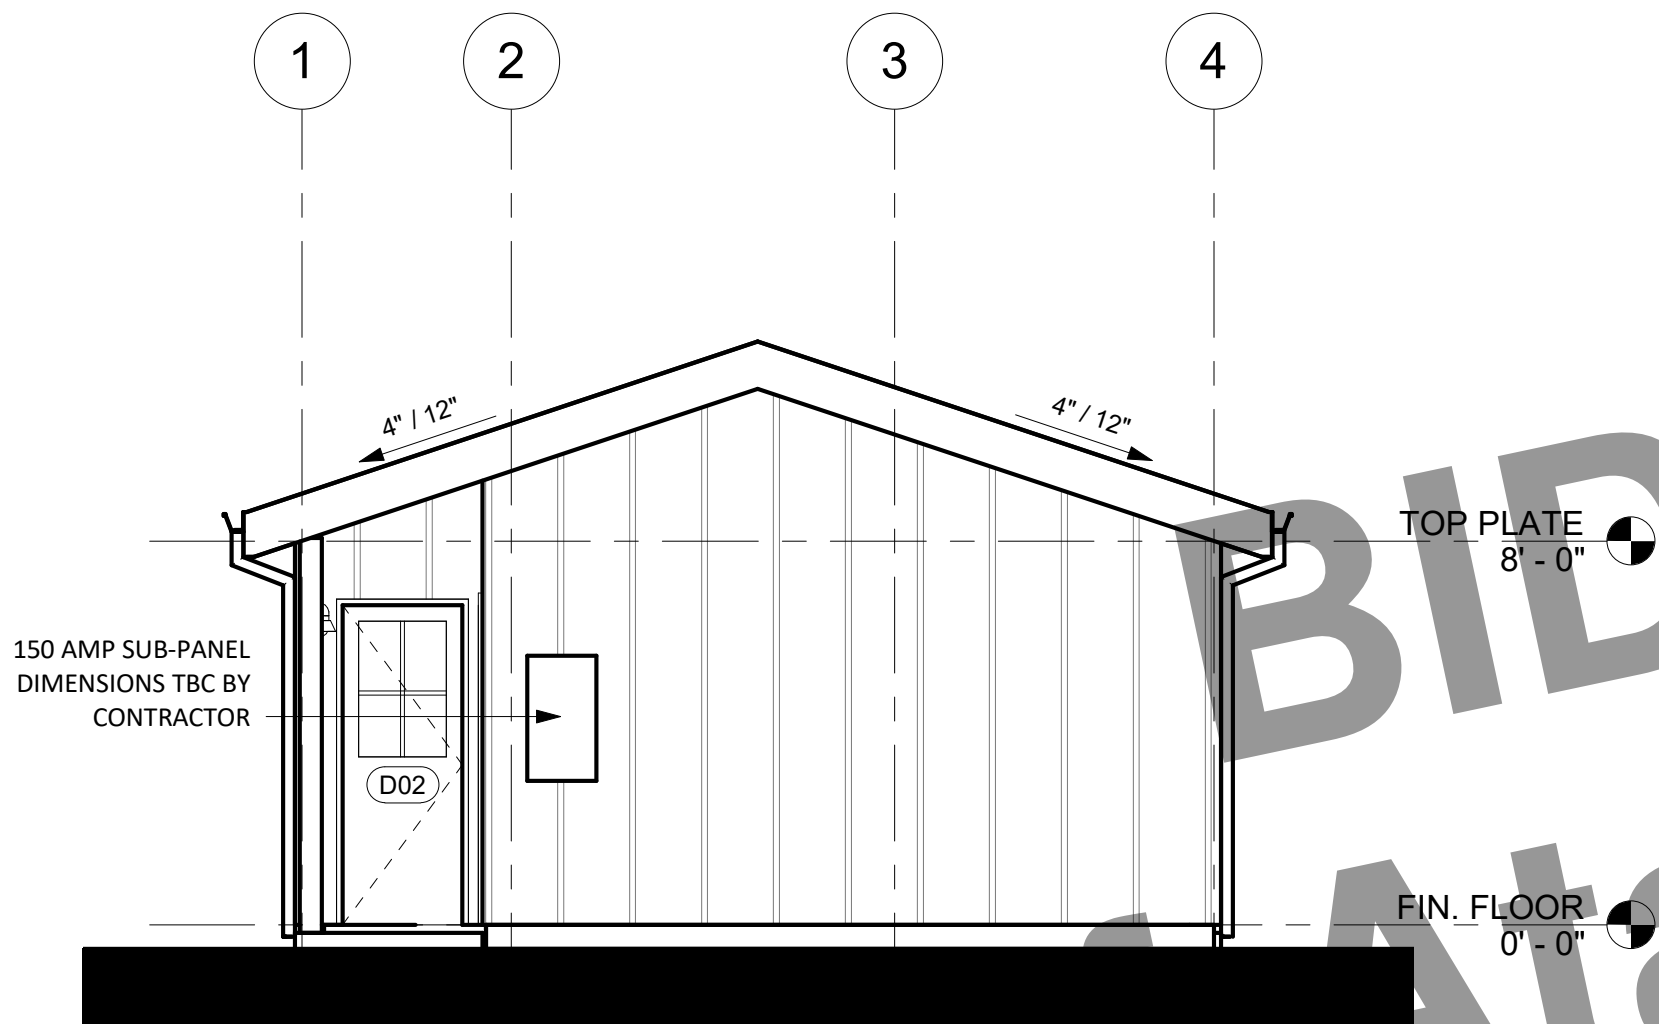 1 2 3 4
4" / 12" 4" / 12"
TOP PLATE
8' - 0"
150 AMP SUB-PANEL
DIMENSIONS TBC BY
CONTRACTOR
D02
FIN. FLOOR
0' - 0"
BID